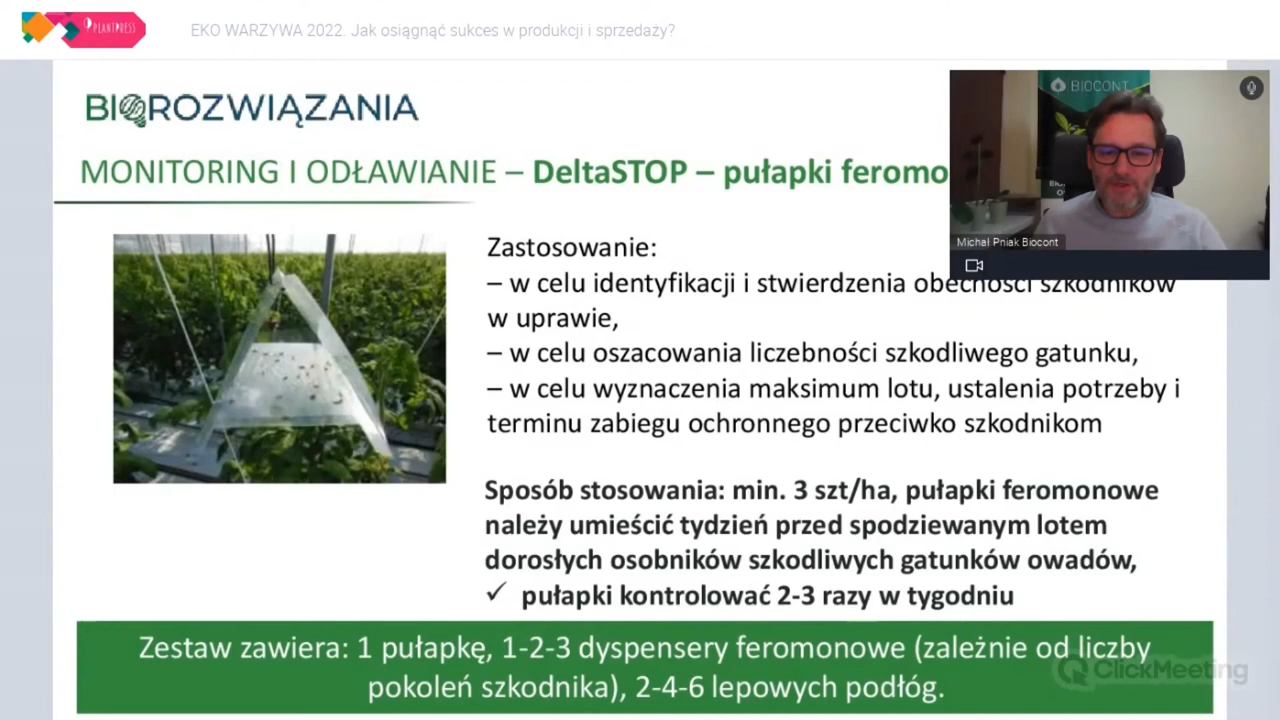 PLANTPRESS
EKO WARZYWA 2022. Jak osiągnąć sukces w produkcji i sprzedaży?
BIOROZWIĄZANIA
BIOCONT
MONITORING I ODŁAWIANIE – DeltaSTOP – pułapki feromo
Michał Pniak Biocont
Zastosowanie:
– w celu identyfikacji i stwierdzenia obecności szkodników
w uprawie,
– w celu oszacowania liczebności szkodliwego gatunku,
– w celu wyznaczenia maksimum lotu, ustalenia potrzeby i
terminu zabiegu ochronnego przeciwko szkodnikom
Sposób stosowania: min. 3 szt/ha, pułapki feromonowe
należy umieścić tydzień przed spodziewanym lotem
dorosłych osobników szkodliwych gatunków owadów,
✓ pułapki kontrolować 2-3 razy w tygodniu
Zestaw zawiera: 1 pułapkę, 1-2-3 dyspensery feromonowe (zależnie od liczby
pokoleń szkodnika), 2-4-6 lepowych podłóg.
ClickMeeting